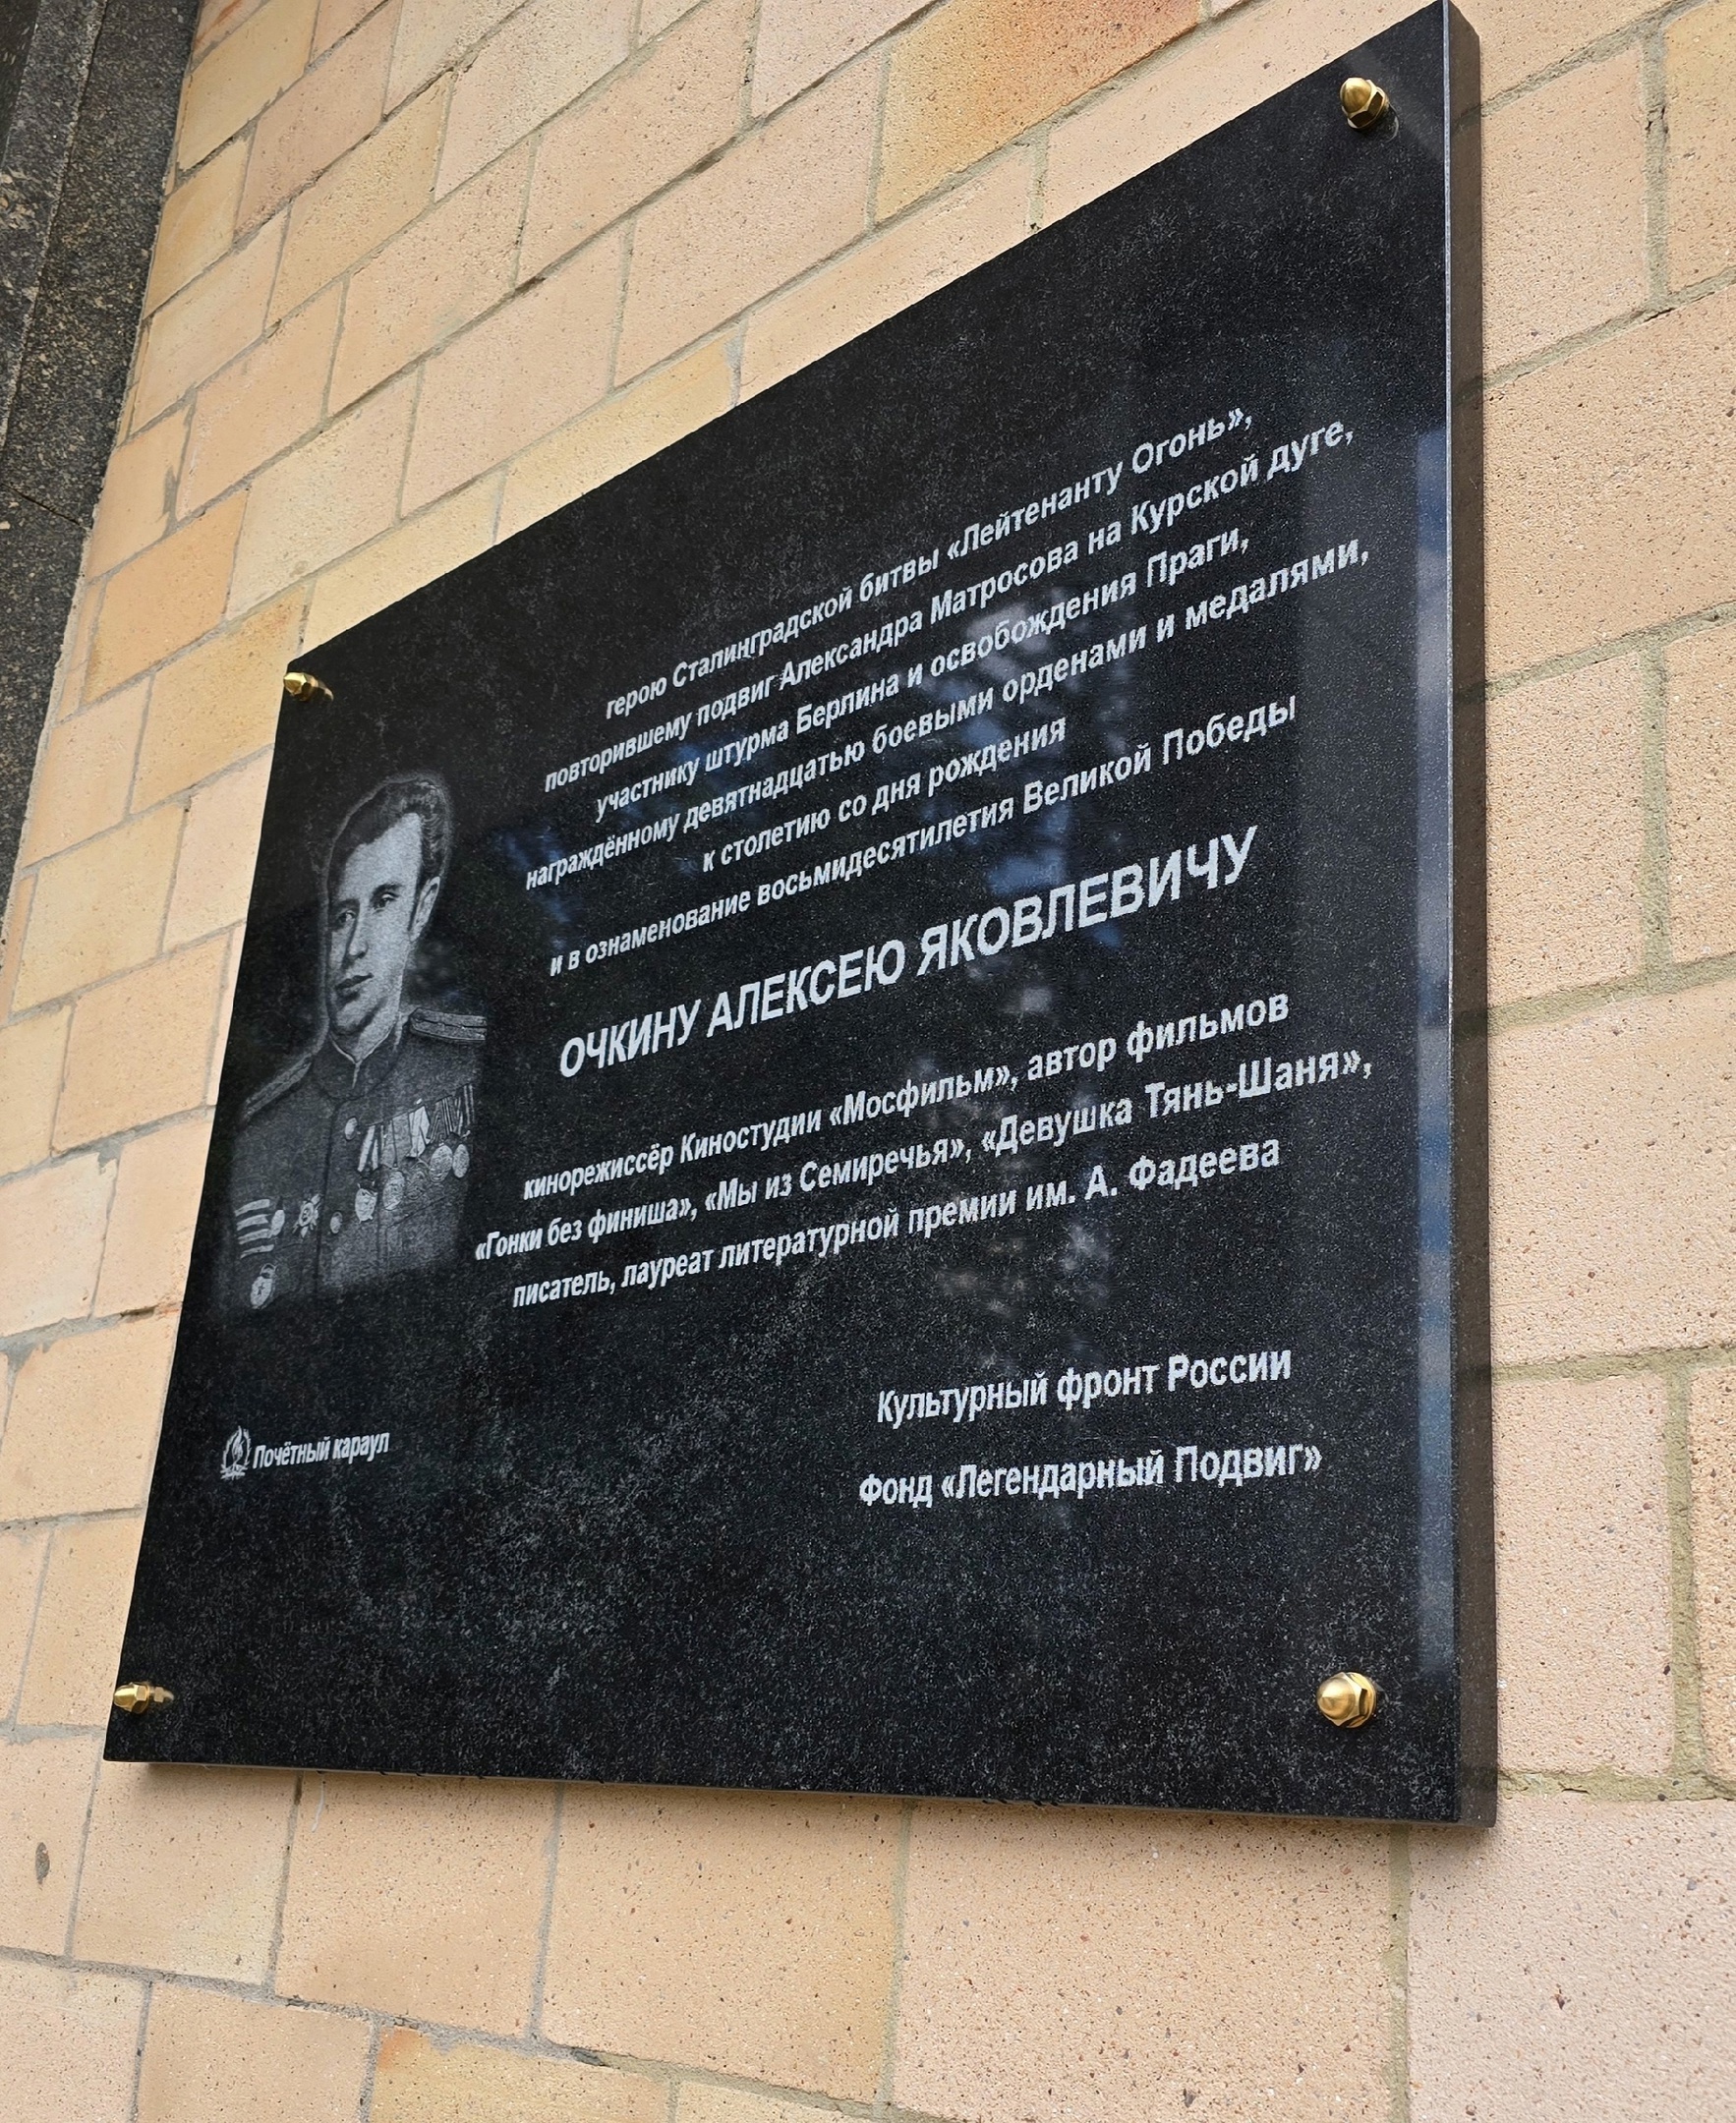 герою Сталинградской битвы «Лейтенанту Огонь»,
повторившему подвиг Александра Матросова на Курской дуге,
участнику штурма Берлина и освобождения Праги,
награждённому девятнадцатью боевыми орденами и медалями,
к столетию со дня рождения
и в ознаменование восьмидесятилетия Великой Победы
ОЧКИНУ АЛЕКСЕЮ ЯКОВЛЕВИЧУ
кинорежиссёр Киностудии «Мосфильм», автор фильмов
«Гонки без финиша», «Мы из Семиречья», «Девушка Тянь-Шаня»,
писатель, лауреат литературной премии им. А. Фадеева
Культурный фронт России
Фонд «Легендарный Подвиг»
Почётный караул